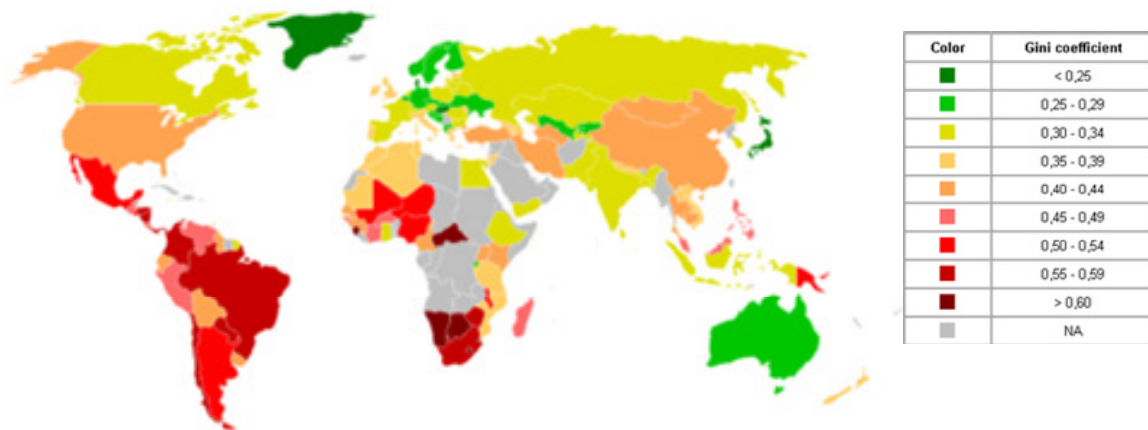 Color Gini coefficient
< 0,25
0,25 - 0,29
0,30 - 0,34
0,35 - 0,39
0,40 - 0,44
0,45 - 0,49
0,50 - 0,54
0,55 - 0,59
> 0,60
NA